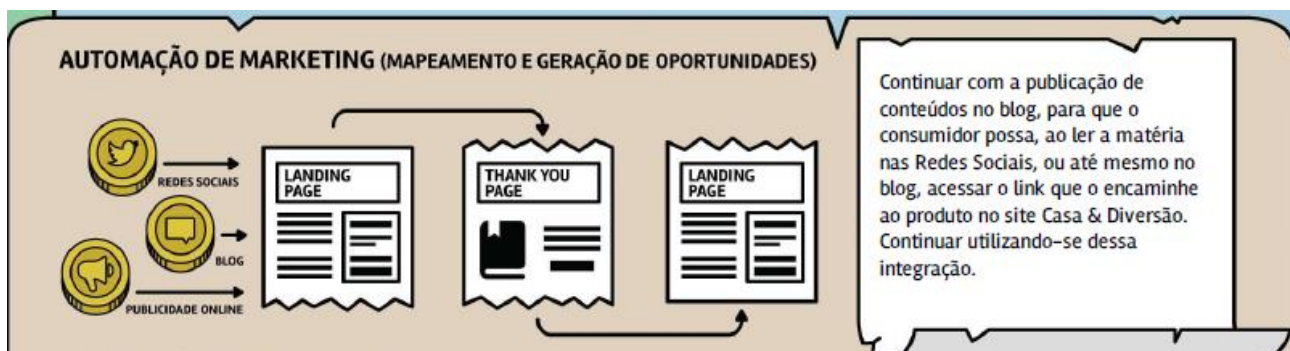 AUTOMAÇÃO DE MARKETING (MAPEAMENTO E GERAÇÃO DE OPORTUNIDADES)
REDES SOCIAIS
BLOG
PUBLICIDADE ONLINE
LANDING
PAGE
THANK YOU
PAGE
LANDING
PAGE
Continuar com a publicação de
conteúdos no blog, para que o
consumidor possa, ao ler a matéria
nas Redes Sociais, ou até mesmo no
blog, acessar o link que o encaminhe
ao produto no site Casa & Diversão.
Continuar utilizando-se dessa
integração.